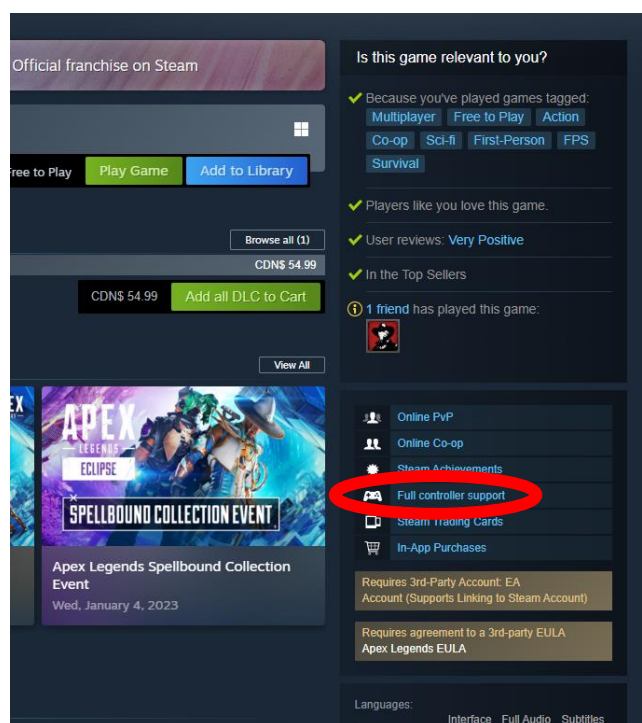 Official franchise on Steam
Free to Play
Play Game
Add to Library
Browse all (1)
CDN$ 54.99
CDN$ 54.99
Add all DLC to Cart
View All
EX
APEX
LEGENDS
ECLIPSE
SPELLBOUND COLLECTION EVENT
Apex Legends Spellbound Collection
Event
Wed, January 4, 2023
Is this game relevant to you?
Because you've played games tagged:
Multiplayer Free to Play Action
Co-op Sci-fi First-Person FPS
Survival
Players like you love this game.
User reviews: Very Positive
In the Top Sellers
1 friend has played this game:
Online PvP
Online Co-op
Steam Achievements
Full controller support
Steam Trading Cards
In-App Purchases
Requires 3rd-Party Account: EA
Account (Supports Linking to Steam Account)
Requires agreement to a 3rd-party EULA
Apex Legends EULA
Languages:
Interface Full Audio Subtitles